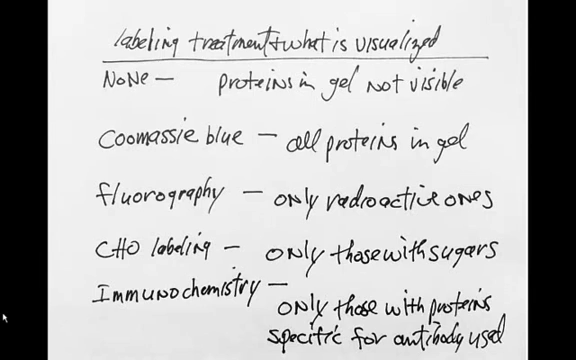 labeling treatment + what is visualized
None — proteins in gel not visible
Coomassie blue — all proteins in gel
fluorography — only radioactive ones
CHO labeling — only those with sugars
Immunochemistry —
only those with proteins
specific for antibody used